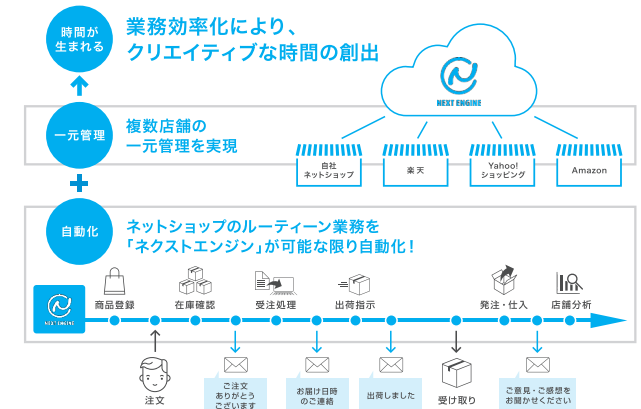 時間が
生まれる
業務効率化により、
クリエイティブな時間の創出
NEXT ENGINE
一元管理
複数店舗の
一元管理を実現
自社
ネットショップ
楽天
Yahoo!
ショッピング
Amazon
自動化
ネットショップのルーティーン業務を
「ネクストエンジン」が可能な限り自動化！
NEXT ENGINE
商品登録
在庫確認
受注処理
出荷指示
発注・仕入
店舗分析
注文
ご注文
ありがとう
ございます
お届け日時
のご連絡
出荷しました
受け取り
ご意見・ご感想を
お聞かせください